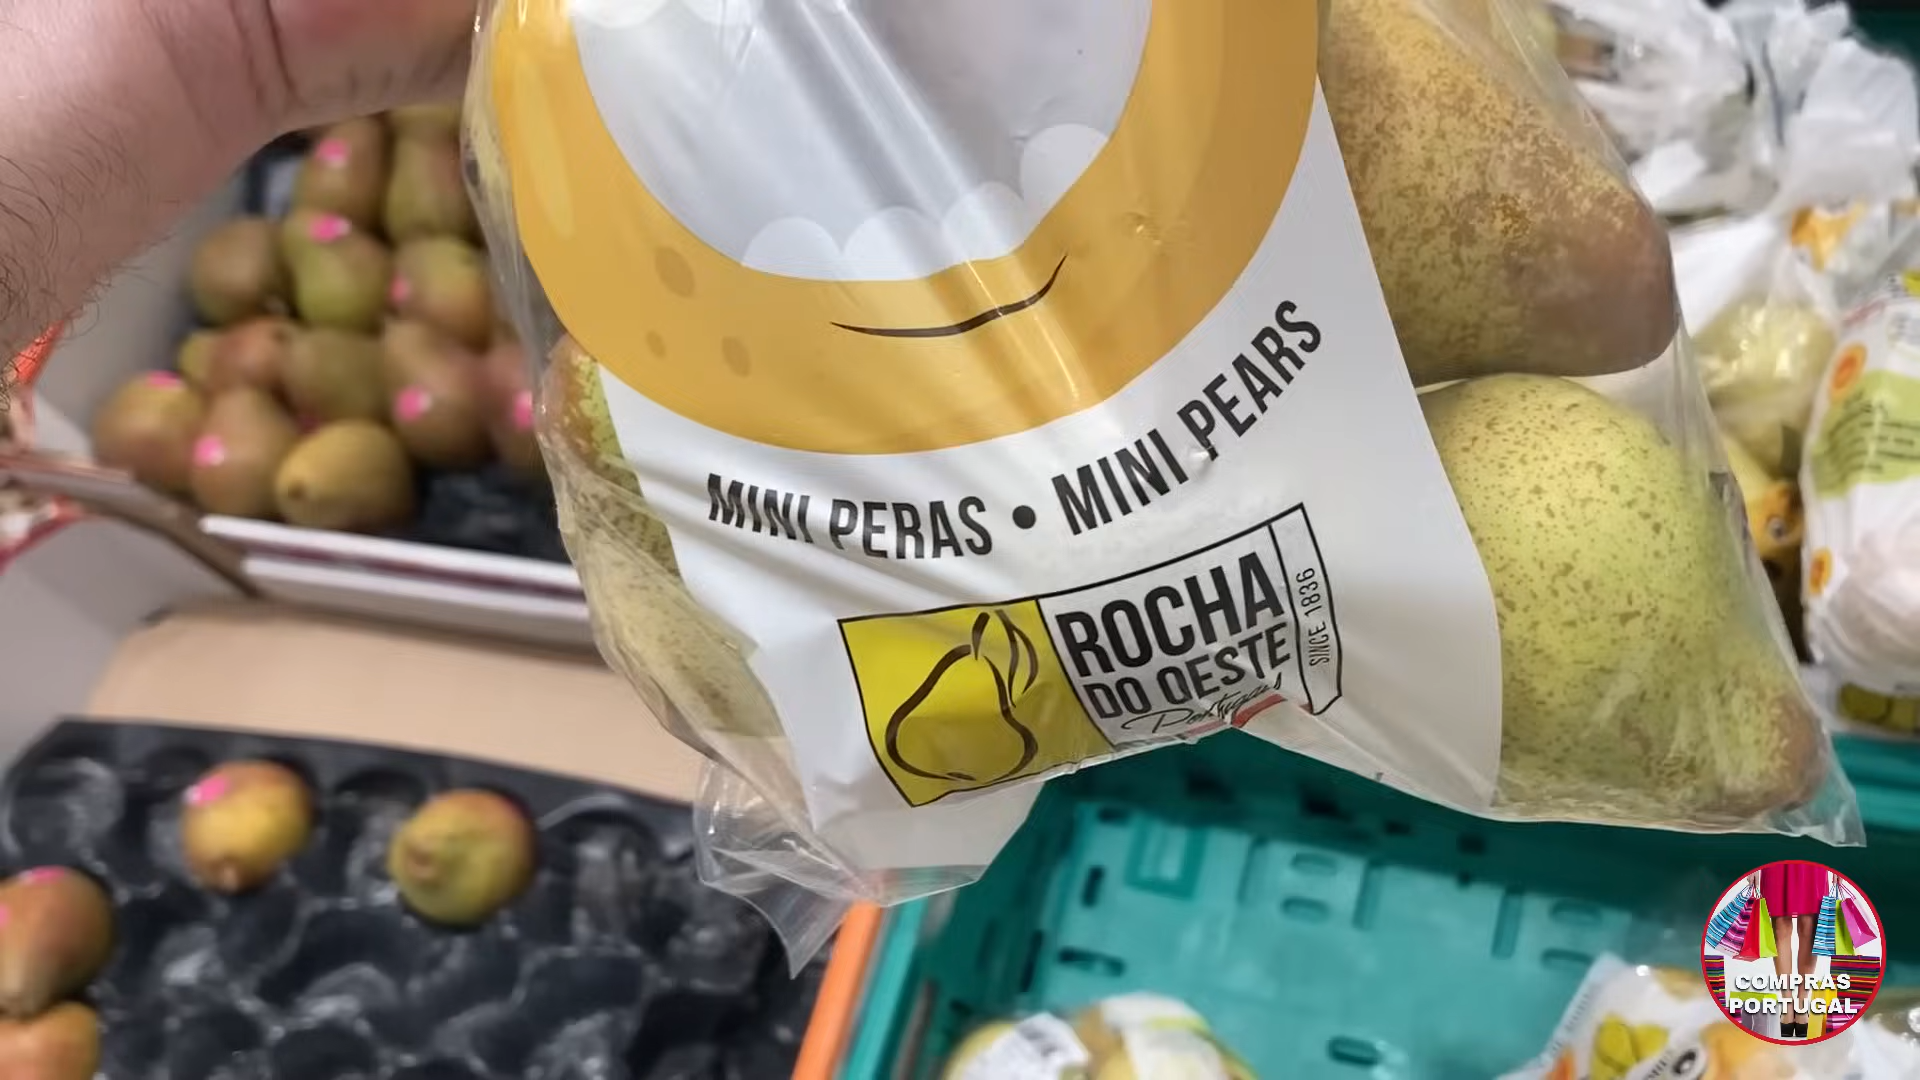 MINI PERAS • MINI PEARS
ROCHA
DO OESTE
Portugal
SINCE 1836
COMPRAS
PORTUGAL